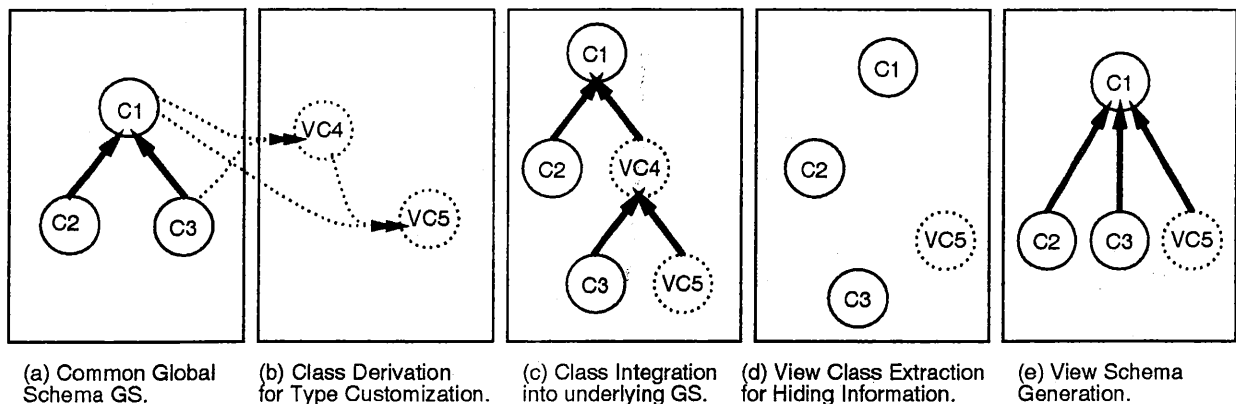 C1
C2
C3
VC4
VC5
C1
C2
VC4
C3
VC5
C1
C2
VC5
C3
C1
C2
C3
VC5
(a) Common Global
Schema GS.
(b) Class Derivation
for Type Customization.
(c) Class Integration
into underlying GS.
(d) View Class Extraction
for Hiding Information.
(e) View Schema
Generation.